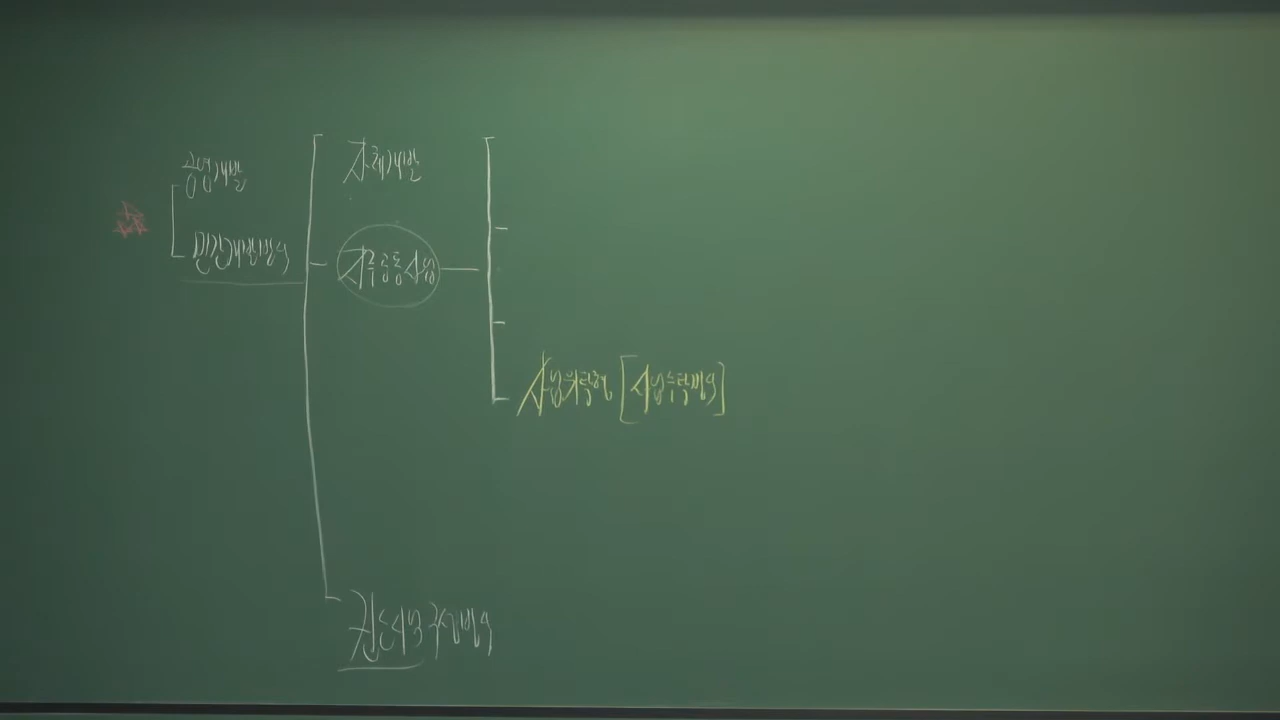 공영개발
민간개발방식
자체개발
지주공동사업
사업위탁형 [사업수탁방식]
컨소시엄 구성방식